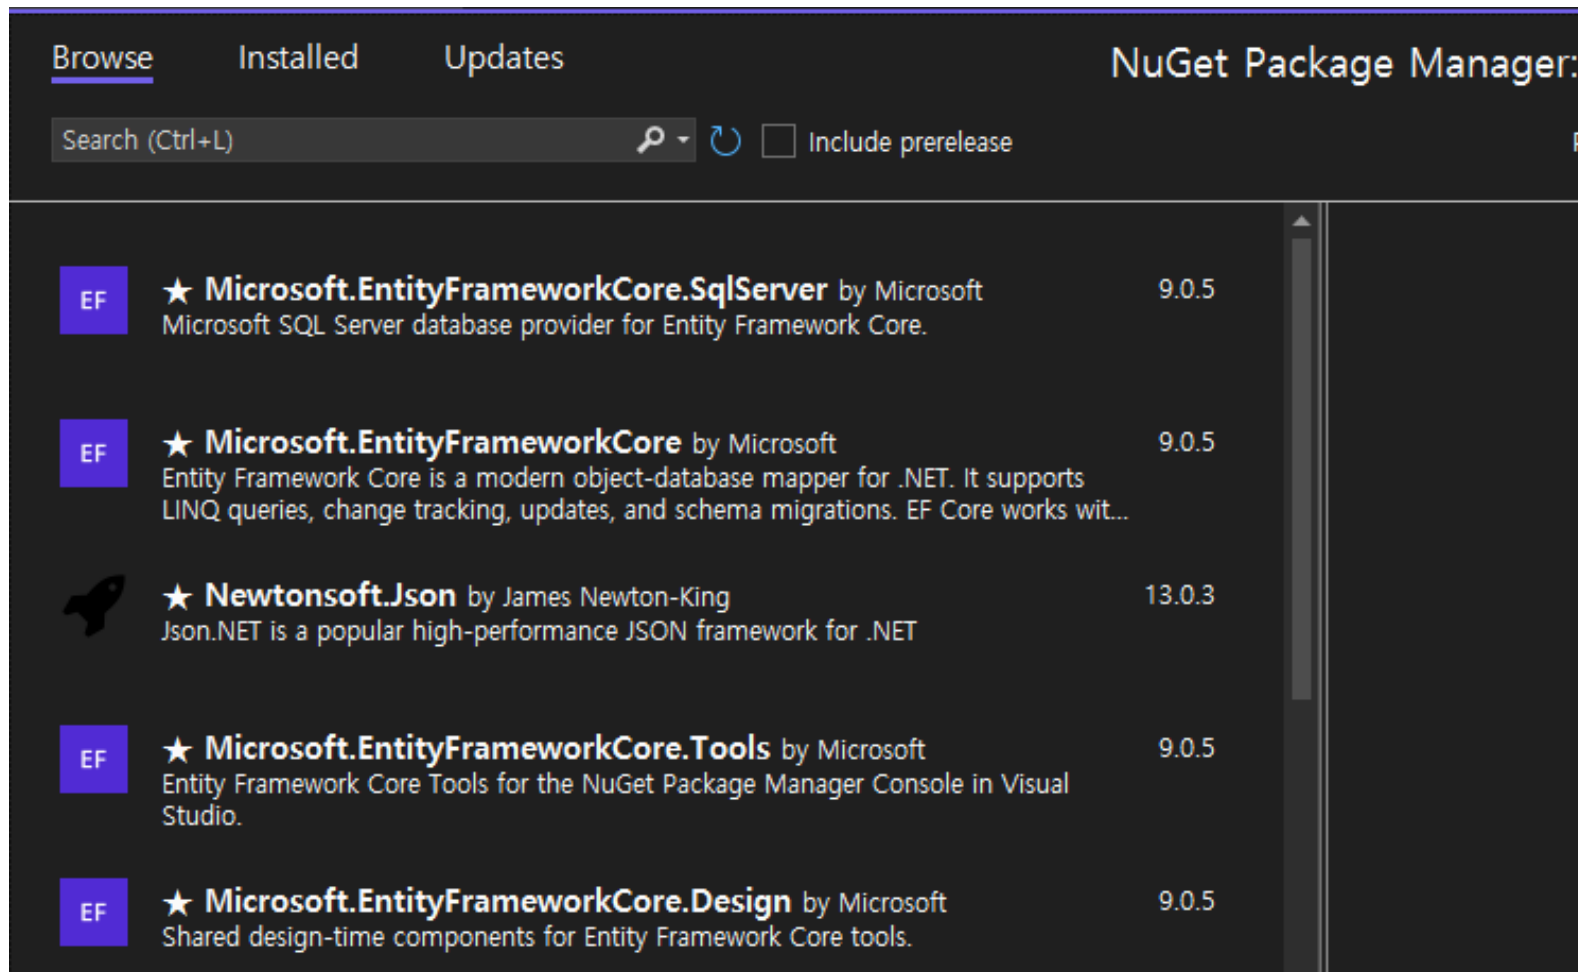 Browse Installed Updates NuGet Package Manager:
Search (Ctrl+L) Include prerelease
EF Microsoft.EntityFrameworkCore.SqlServer by Microsoft 9.0.5
Microsoft SQL Server database provider for Entity Framework Core.
EF Microsoft.EntityFrameworkCore by Microsoft 9.0.5
Entity Framework Core is a modern object-database mapper for .NET. It supports
LINQ queries, change tracking, updates, and schema migrations. EF Core works wit...
Newtonsoft.Json by James Newton-King 13.0.3
Json.NET is a popular high-performance JSON framework for .NET
EF Microsoft.EntityFrameworkCore.Tools by Microsoft 9.0.5
Entity Framework Core Tools for the NuGet Package Manager Console in Visual
Studio.
EF Microsoft.EntityFrameworkCore.Design by Microsoft 9.0.5
Shared design-time components for Entity Framework Core tools.